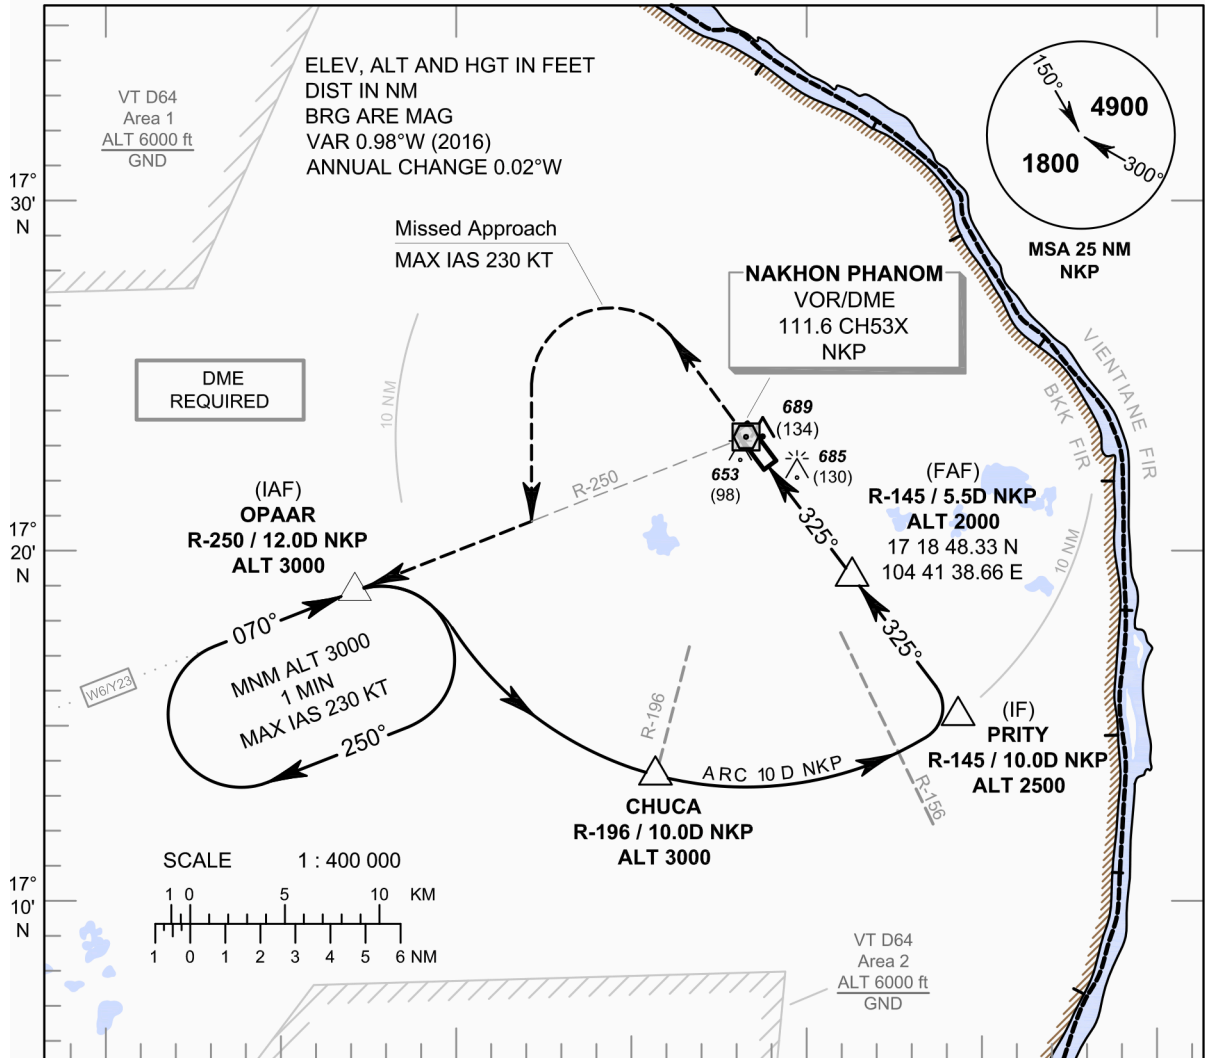 ELEV, ALT AND HGT IN FEET
DIST IN NM
BRG ARE MAG
VAR 0.98°W (2016)
ANNUAL CHANGE 0.02°W
VT D64
Area 1
ALT 6000 ft
GND
150°
4900
1800
300°
MSA 25 NM
NKP
17°
30'
N
Missed Approach
MAX IAS 230 KT
NAKHON PHANOM
VOR/DME
111.6 CH53X
NKP
VIENTIANE FIR
BKK FIR
DME
REQUIRED
10 NM
689
(134)
653
(98)
685
(130)
R-250
(IAF)
OPAAR
R-250 / 12.0D NKP
ALT 3000
(FAF)
R-145 / 5.5D NKP
ALT 2000
17 18 48.33 N
104 41 38.66 E
325°
10 NM
17°
20'
N
070°
MNM ALT 3000
1 MIN
MAX IAS 230 KT
250°
W6/Y23
325°
R-196
R-156
(IF)
PRITY
R-145 / 10.0D NKP
ALT 2500
ARC 10 D NKP
CHUCA
R-196 / 10.0D NKP
ALT 3000
SCALE 1 : 400 000
1 0 5 10 KM
1 0 1 2 3 4 5 6 NM
17°
10'
N
VT D64
Area 2
ALT 6000 ft
GND